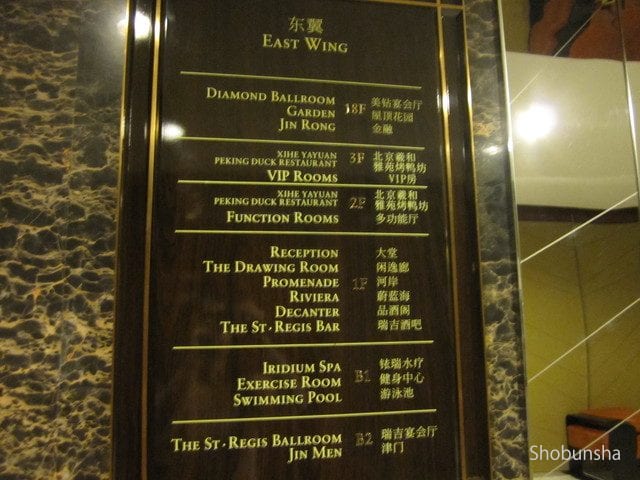 东翼
EAST WING
DIAMOND BALLROOM 18F 美钻宴会厅
GARDEN 屋顶花园
JIN RONG 金融
XIHE YAYUAN 3F 北京羲和
PEKING DUCK RESTAURANT 雅苑烤鸭坊
VIP ROOMS VIP房
XIHE YAYUAN 2F 北京羲和
PEKING DUCK RESTAURANT 雅苑烤鸭坊
FUNCTION ROOMS 多功能厅
RECEPTION 大堂
THE DRAWING ROOM 闲逸廊
PROMENADE 1F 河岸
RIVIERA 蔚蓝海
DECANTER 品酒阁
THE ST·REGIS BAR 瑞吉酒吧
IRIDIUM SPA 铱瑞水疗
EXERCISE ROOM B1 健身中心
SWIMMING POOL 游泳池
THE ST·REGIS BALLROOM B2 瑞吉宴会厅
JIN MEN 津门
Shobunsha